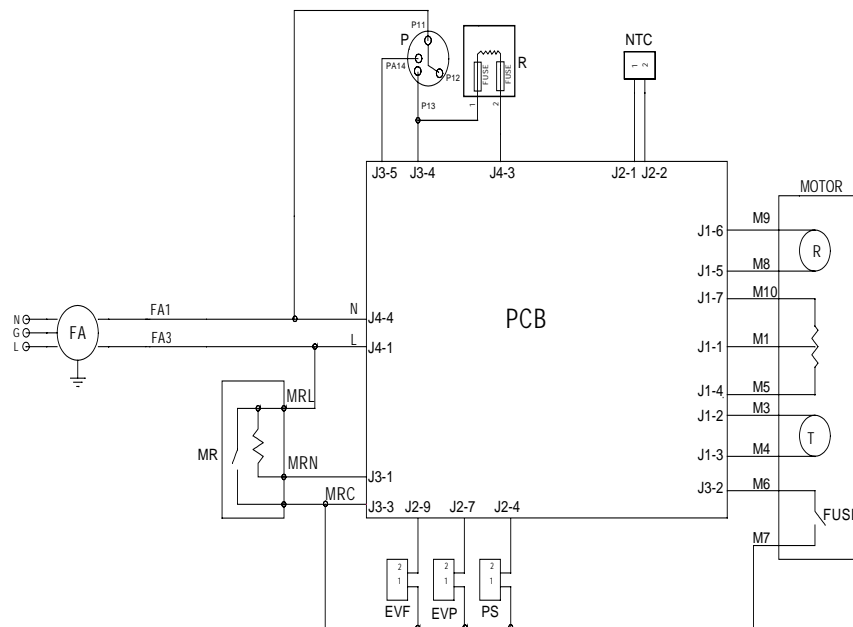 P11
P
PA14
P12
P13
FUSE
FUSE
R
1
2
NTC
1
2
J3-5
J3-4
J4-3
J2-1
J2-2
MOTOR
J1-6
M9
R
J1-5
M8
J1-7
M10
PCB
J1-1
M1
J1-4
M5
J1-2
M3
T
J1-3
M4
J3-2
M6
FUSE
M7
N
G
L
FA
FA1
N
J4-4
FA3
L
J4-1
MRL
MR
MRN
J3-1
MRC
J3-3
J2-9
J2-7
J2-4
2
1
2
1
2
1
EVF
EVP
PS